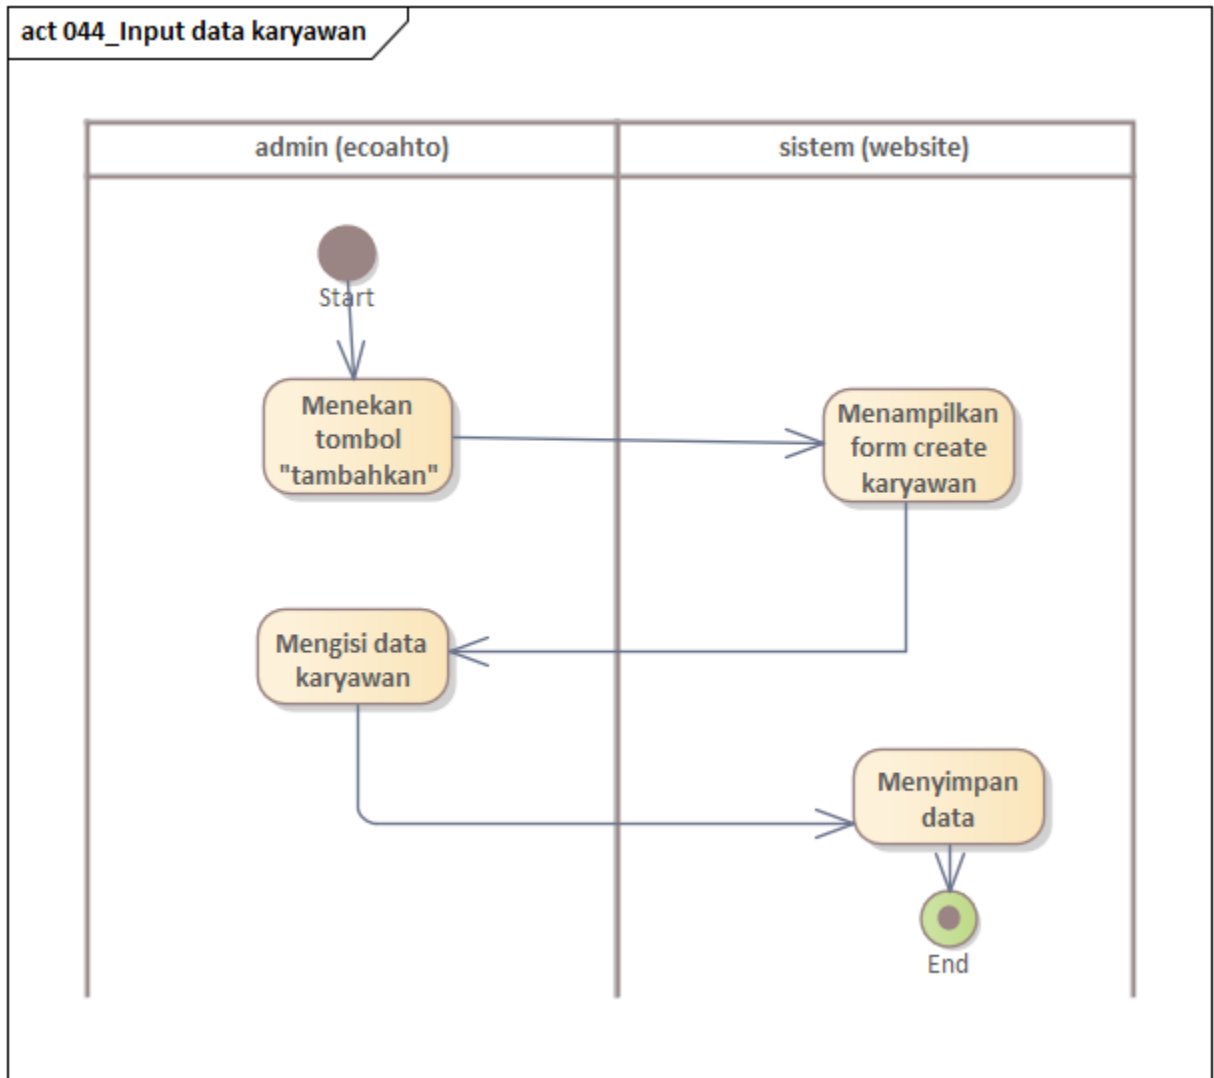 act 044_Input data karyawan
admin (ecoahto)
sistem (website)
Start
Menekan
tombol
"tambahkan"
Menampilkan
form create
karyawan
Mengisi data
karyawan
Menyimpan
data
End